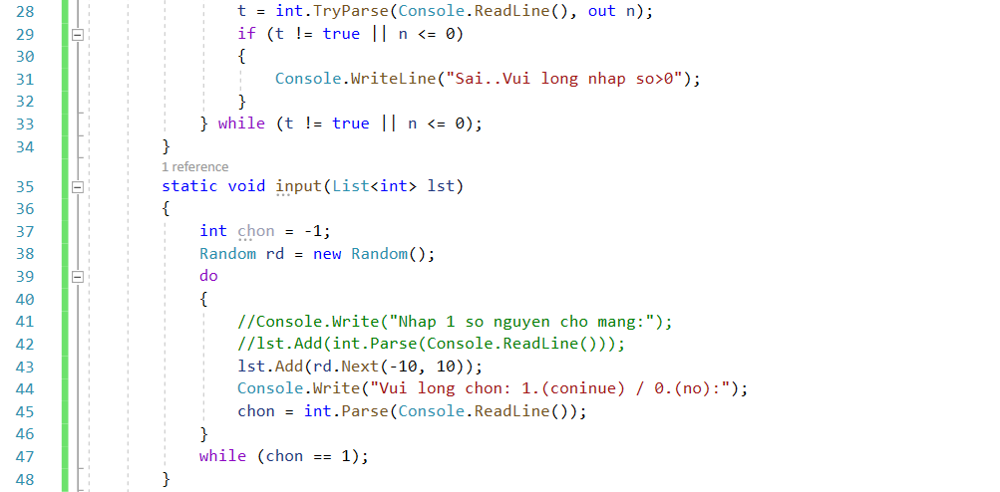 28 t = int.TryParse(Console.ReadLine(), out n);
29 if (t != true || n <= 0)
30 {
31 Console.WriteLine("Sai..Vui long nhap so>0");
32 }
33 } while (t != true || n <= 0);
34 }
1 reference
35 static void input(List<int> lst)
36 {
37 int chon = -1;
38 Random rd = new Random();
39 do
40 {
41 //Console.Write("Nhap 1 so nguyen cho mang:");
42 //lst.Add(int.Parse(Console.ReadLine()));
43 lst.Add(rd.Next(-10, 10));
44 Console.Write("Vui long chon: 1.(coninue) / 0.(no):");
45 chon = int.Parse(Console.ReadLine());
46 }
47 while (chon == 1);
48 }